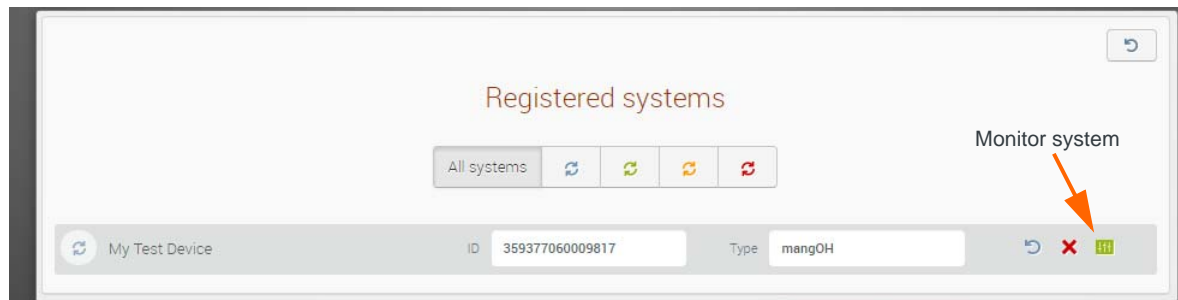 Registered systems
Monitor system
All systems
My Test Device ID 359377060009817 Type mangOH